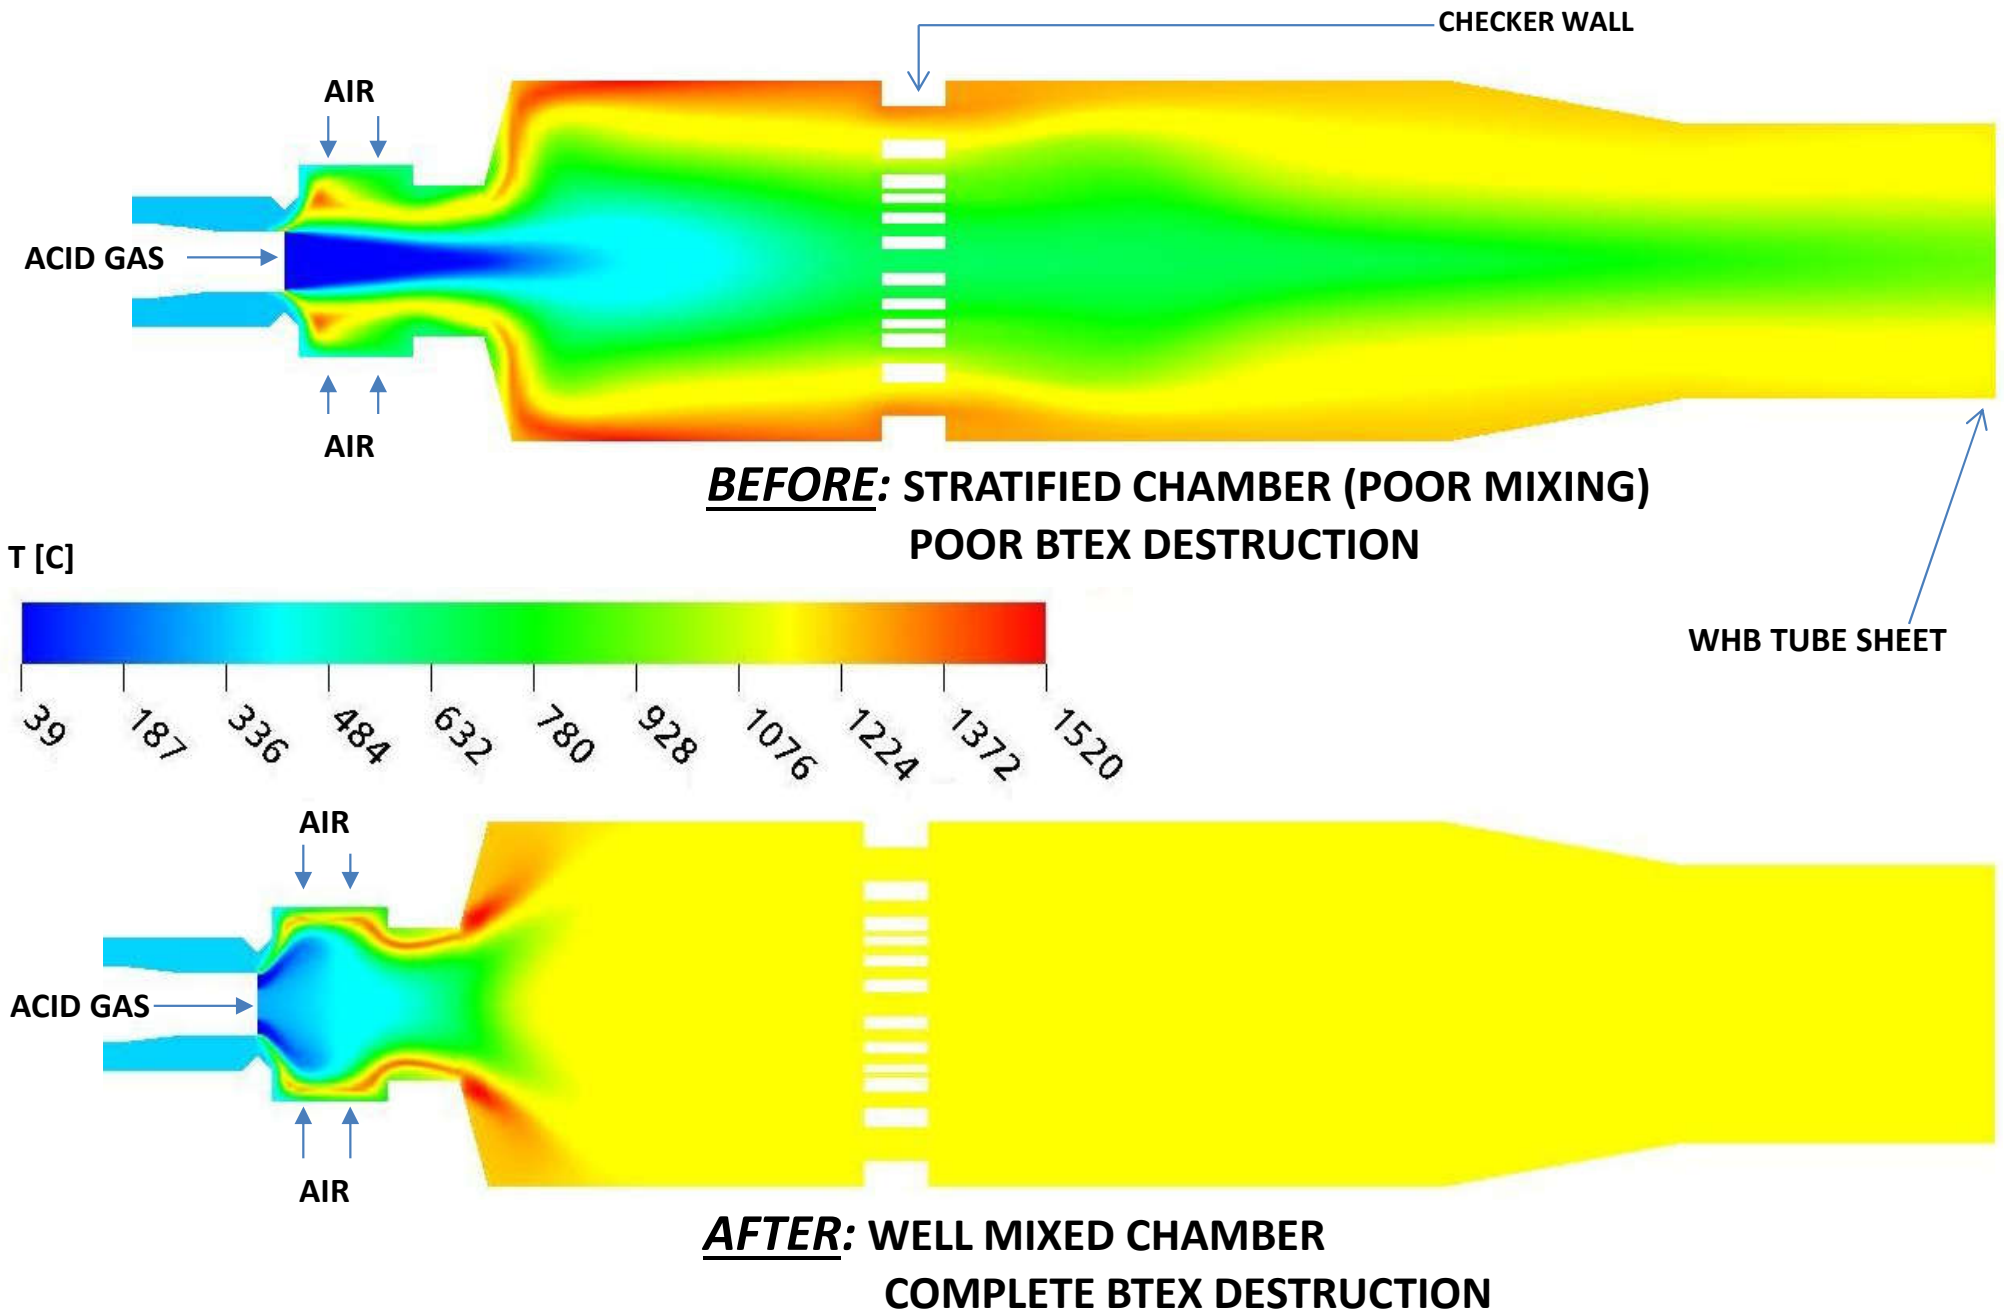 CHECKER WALL
AIR
ACID GAS
AIR
BEFORE: STRATIFIED CHAMBER (POOR MIXING)
POOR BTEX DESTRUCTION
T [C]
39 187 336 484 632 780 928 1076 1224 1372 1520
WHB TUBE SHEET
AIR
ACID GAS
AIR
AFTER: WELL MIXED CHAMBER
COMPLETE BTEX DESTRUCTION